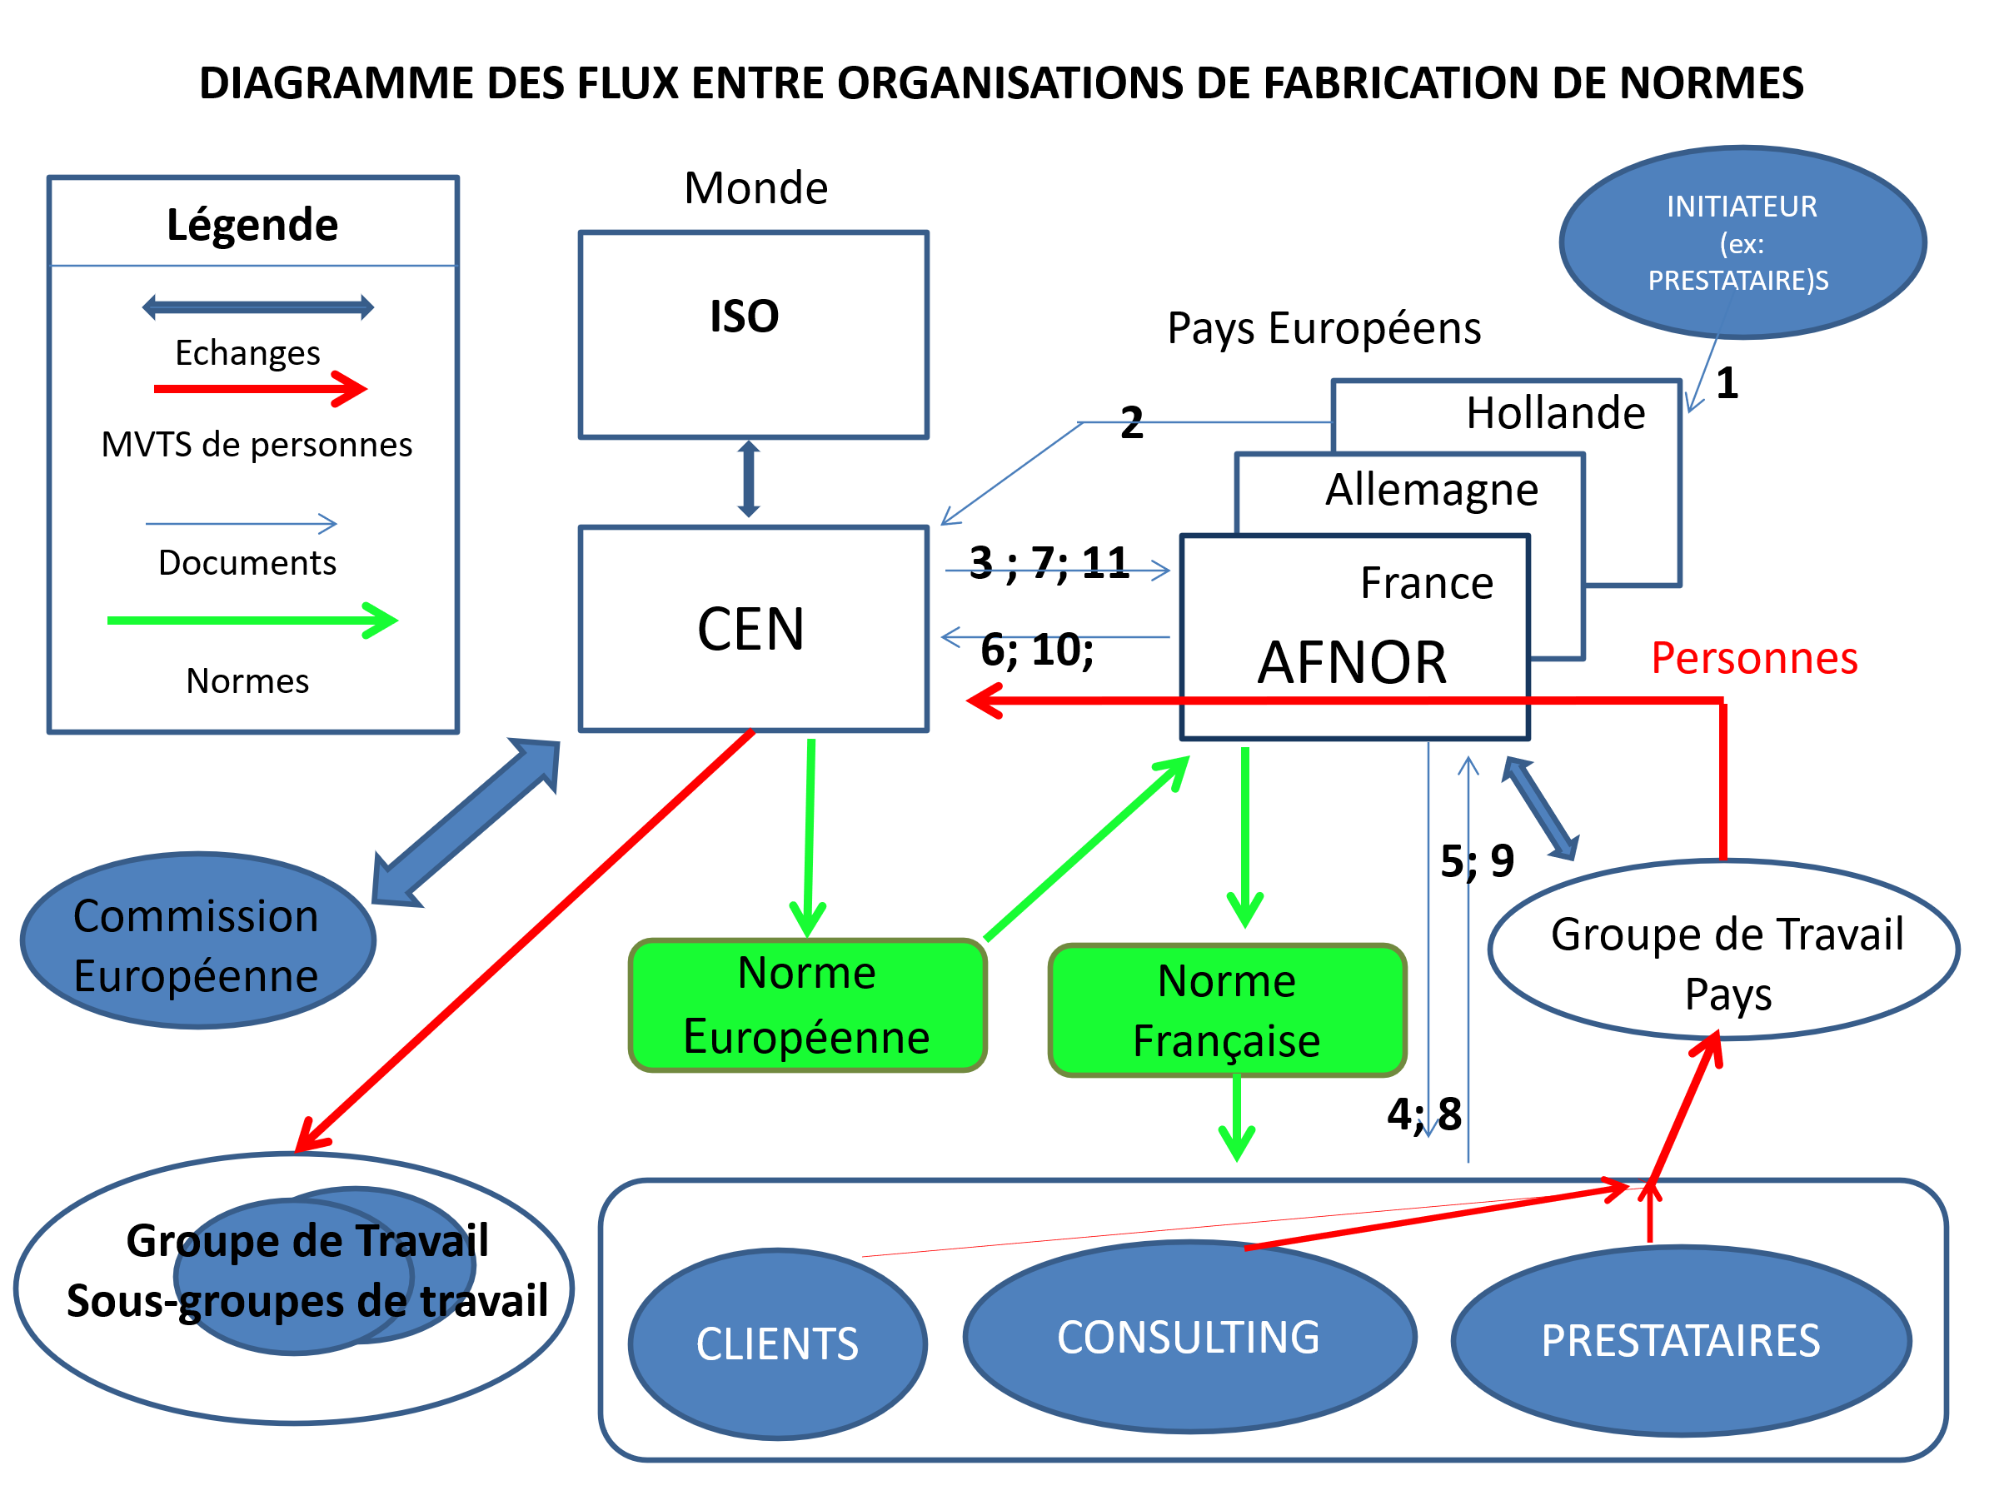 DIAGRAMME DES FLUX ENTRE ORGANISATIONS DE FABRICATION DE NORMES
Légende
Echanges
MVTS de personnes
Documents
Normes
Monde
ISO
INITIATEUR
(ex:
PRESTATAIRE)S
Pays Européens
1
2
Hollande
Allemagne
3 ; 7; 11
France
CEN
6; 10;
AFNOR
Personnes
5; 9
Commission
Européenne
Norme
Européenne
Norme
Française
Groupe de Travail
Pays
4; 8
Groupe de Travail
Sous-groupes de travail
CLIENTS
CONSULTING
PRESTATAIRES